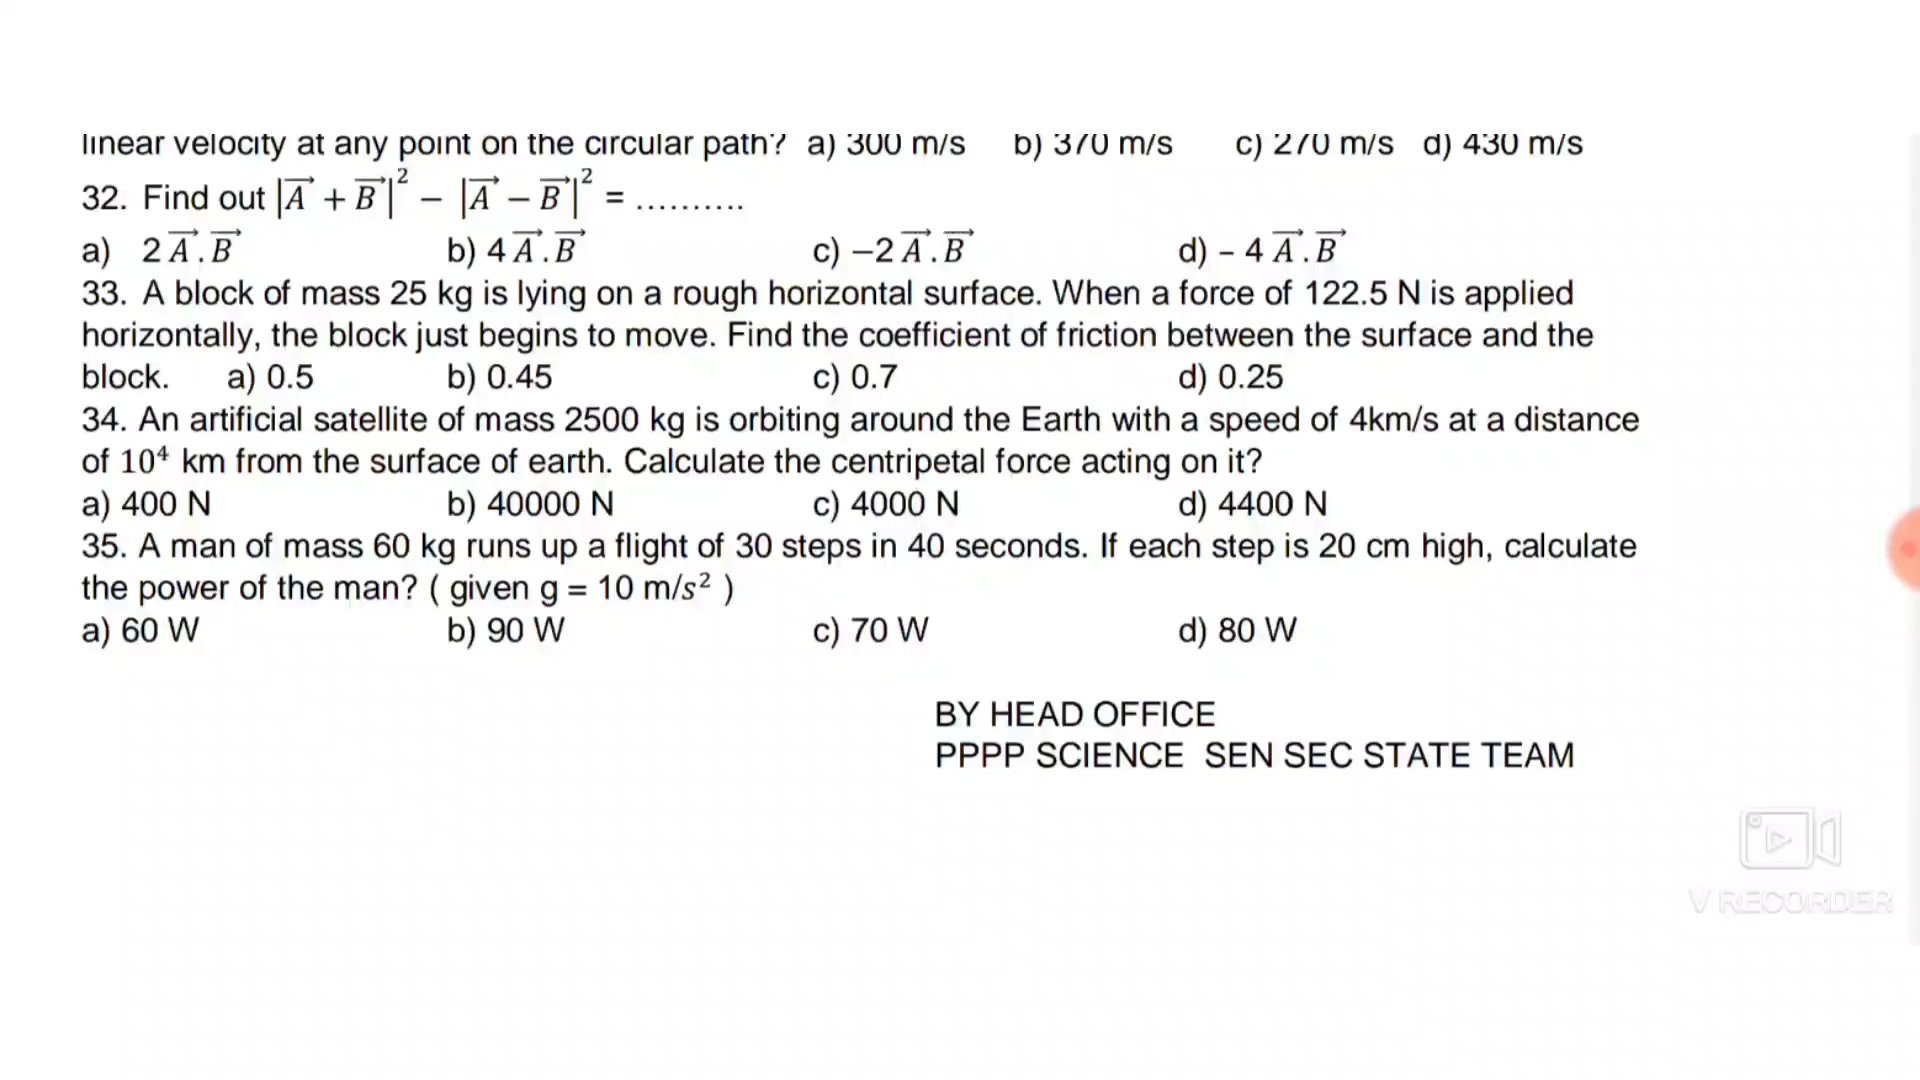 linear velocity at any point on the circular path? a) 300 m/s b) 370 m/s c) 270 m/s d) 430 m/s
32. Find out |A⃗ + B⃗|² − |A⃗ − B⃗|² = ..........
a) 2 A⃗ . B⃗ b) 4 A⃗ . B⃗ c) −2 A⃗ . B⃗ d) - 4 A⃗ . B⃗
33. A block of mass 25 kg is lying on a rough horizontal surface. When a force of 122.5 N is applied
horizontally, the block just begins to move. Find the coefficient of friction between the surface and the
block. a) 0.5 b) 0.45 c) 0.7 d) 0.25
34. An artificial satellite of mass 2500 kg is orbiting around the Earth with a speed of 4km/s at a distance
of 10⁴ km from the surface of earth. Calculate the centripetal force acting on it?
a) 400 N b) 40000 N c) 4000 N d) 4400 N
35. A man of mass 60 kg runs up a flight of 30 steps in 40 seconds. If each step is 20 cm high, calculate
the power of the man? ( given g = 10 m/s² )
a) 60 W b) 90 W c) 70 W d) 80 W
BY HEAD OFFICE
PPPP SCIENCE SEN SEC STATE TEAM
V RECORDER